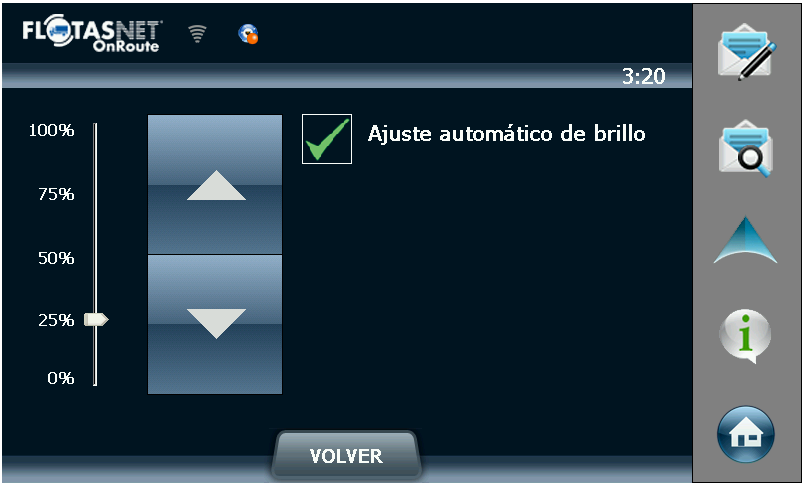 FLOTASNET
OnRoute
3:20
100%
75%
50%
25%
0%
Ajuste automático de brillo
VOLVER